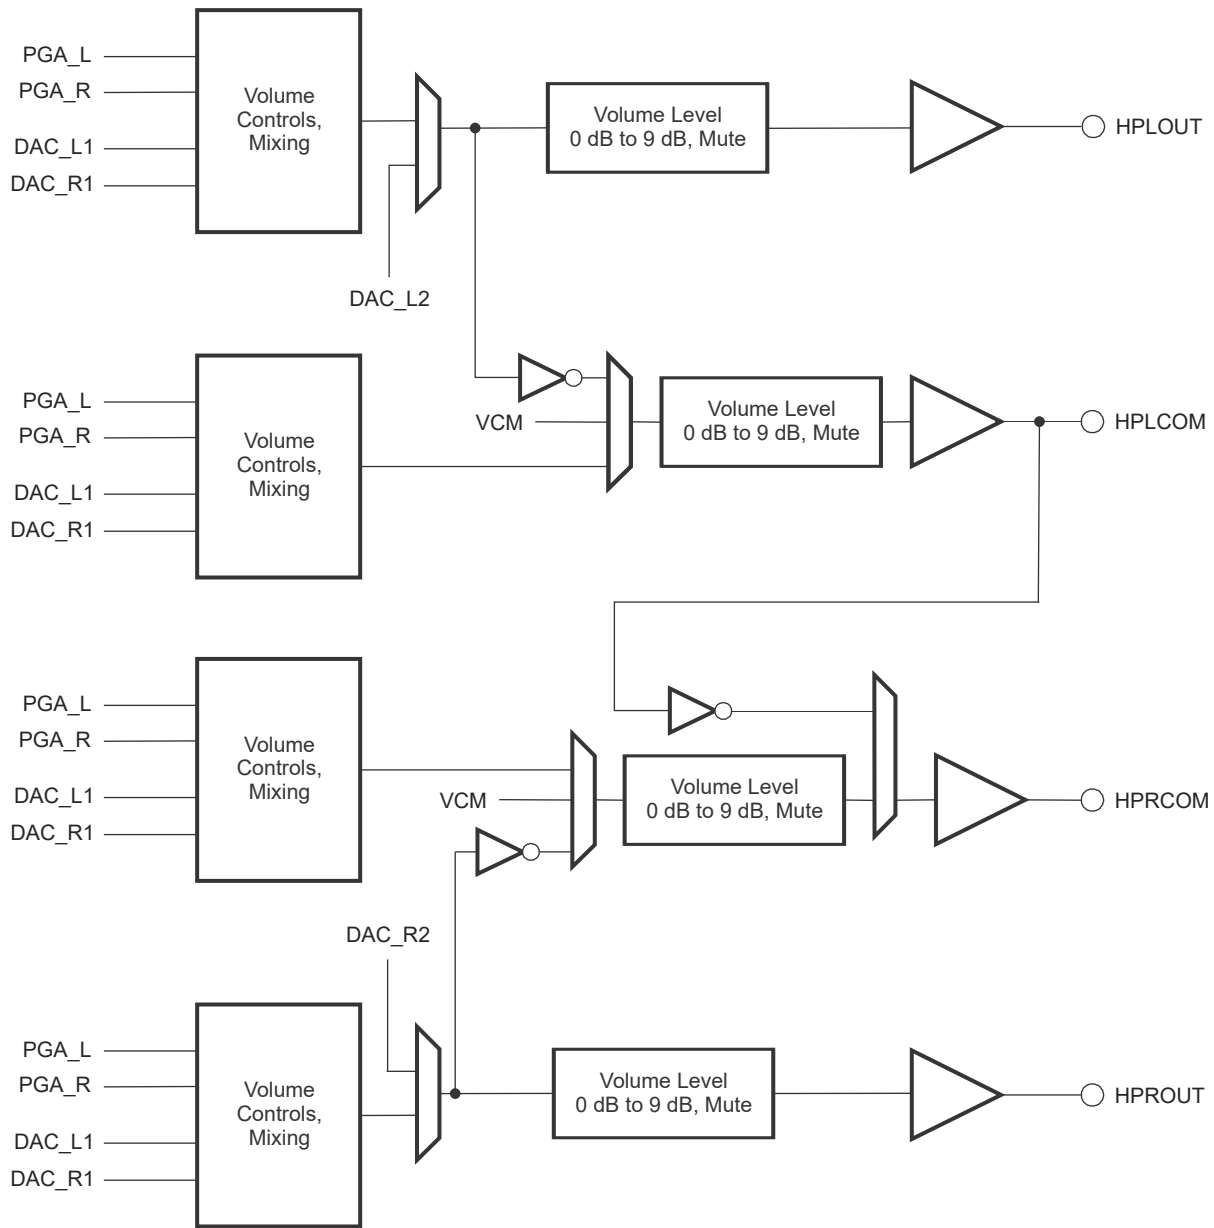 PGA_L
PGA_R
DAC_L1
DAC_R1
Volume
Controls,
Mixing
DAC_L2
Volume Level
0 dB to 9 dB, Mute
HPLOUT
PGA_L
PGA_R
DAC_L1
DAC_R1
Volume
Controls,
Mixing
VCM
Volume Level
0 dB to 9 dB, Mute
HPLCOM
PGA_L
PGA_R
DAC_L1
DAC_R1
Volume
Controls,
Mixing
VCM
Volume Level
0 dB to 9 dB, Mute
HPRCOM
DAC_R2
PGA_L
PGA_R
DAC_L1
DAC_R1
Volume
Controls,
Mixing
Volume Level
0 dB to 9 dB, Mute
HPROUT